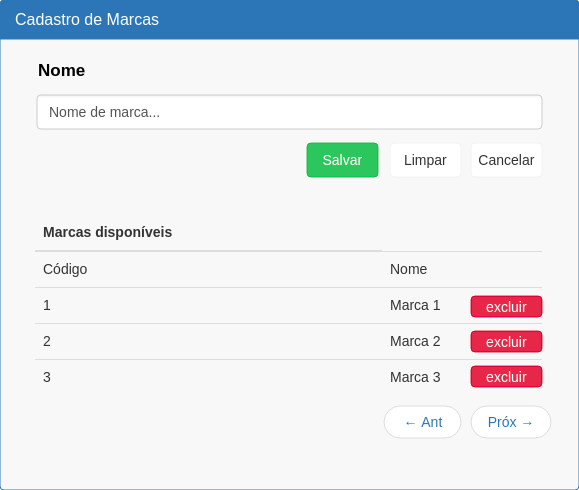 Cadastro de Marcas
Nome
Nome de marca...
Salvar Limpar Cancelar
Marcas disponíveis
Código Nome
1 Marca 1 excluir
2 Marca 2 excluir
3 Marca 3 excluir
← Ant Próx →